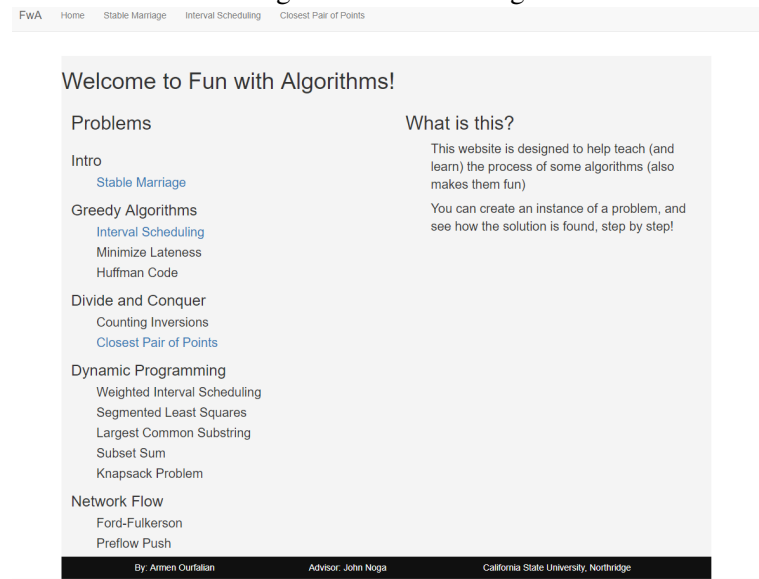 FwA Home Stable Marriage Interval Scheduling Closest Pair of Points
Welcome to Fun with Algorithms!
Problems
Intro
Stable Marriage
Greedy Algorithms
Interval Scheduling
Minimize Lateness
Huffman Code
Divide and Conquer
Counting Inversions
Closest Pair of Points
Dynamic Programming
Weighted Interval Scheduling
Segmented Least Squares
Largest Common Substring
Subset Sum
Knapsack Problem
Network Flow
Ford-Fulkerson
Preflow Push
What is this?
This website is designed to help teach (and
learn) the process of some algorithms (also
makes them fun)
You can create an instance of a problem, and
see how the solution is found, step by step!
By: Armen Ourfalian Advisor: John Noga California State University, Northridge